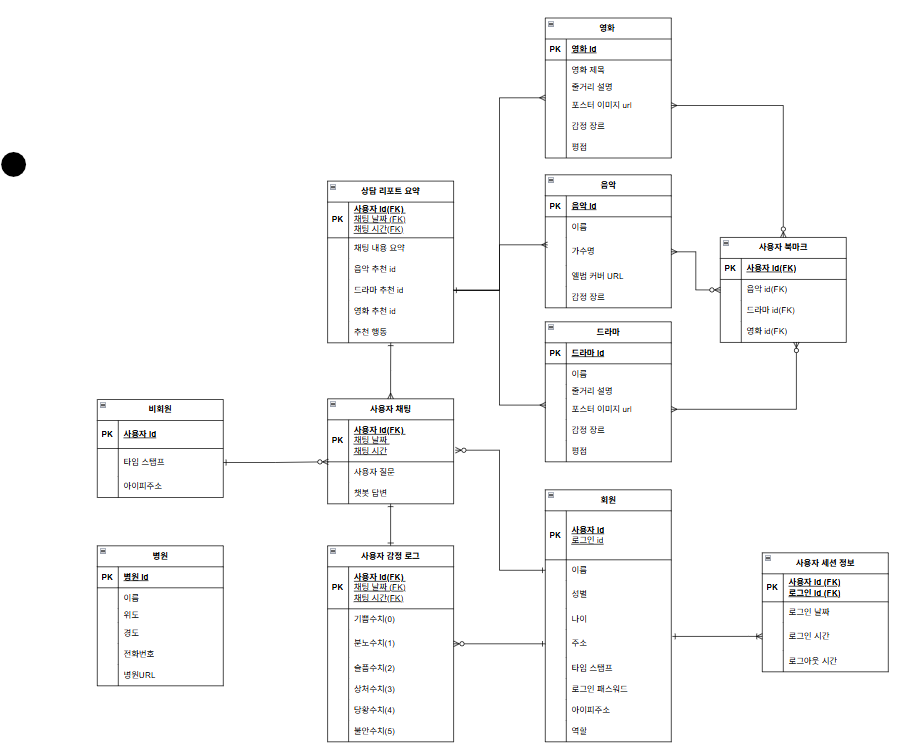 영화
PK 영화 id
영화 제목
줄거리 설명
포스터 이미지 url
감정 장르
평점
음악
PK 음악 id
이름
가수명
앨범 커버 URL
감정 장르
상담 리포트 요약
사용자 id(FK)
PK 채팅 날짜 (FK)
채팅 시간(FK)
채팅 내용 요약
음악 추천 id
드라마 추천 id
영화 추천 id
추천 행동
사용자 북마크
PK 사용자 id(FK)
음악 id(FK)
드라마 id(FK)
영화 id(FK)
드라마
PK 드라마 id
이름
줄거리 설명
포스터 이미지 url
감정 장르
평점
비회원
PK 사용자 id
타임 스탬프
아이피주소
사용자 채팅
사용자 id(FK)
PK 채팅 날짜
채팅 시간
사용자 질문
챗봇 답변
회원
사용자 id
PK
로그인 id
이름
성별
나이
주소
타임 스탬프
로그인 패스워드
아이피주소
역할
병원
PK 병원 id
이름
위도
경도
전화번호
병원URL
사용자 감정 로그
사용자 id(FK)
PK 채팅 날짜 (FK)
채팅 시간(FK)
기쁨수치(0)
분노수치(1)
슬픔수치(2)
상처수치(3)
당황수치(4)
불안수치(5)
사용자 세션 정보
PK 사용자 id (FK)
로그인 id (FK)
로그인 날짜
로그인 시간
로그아웃 시간